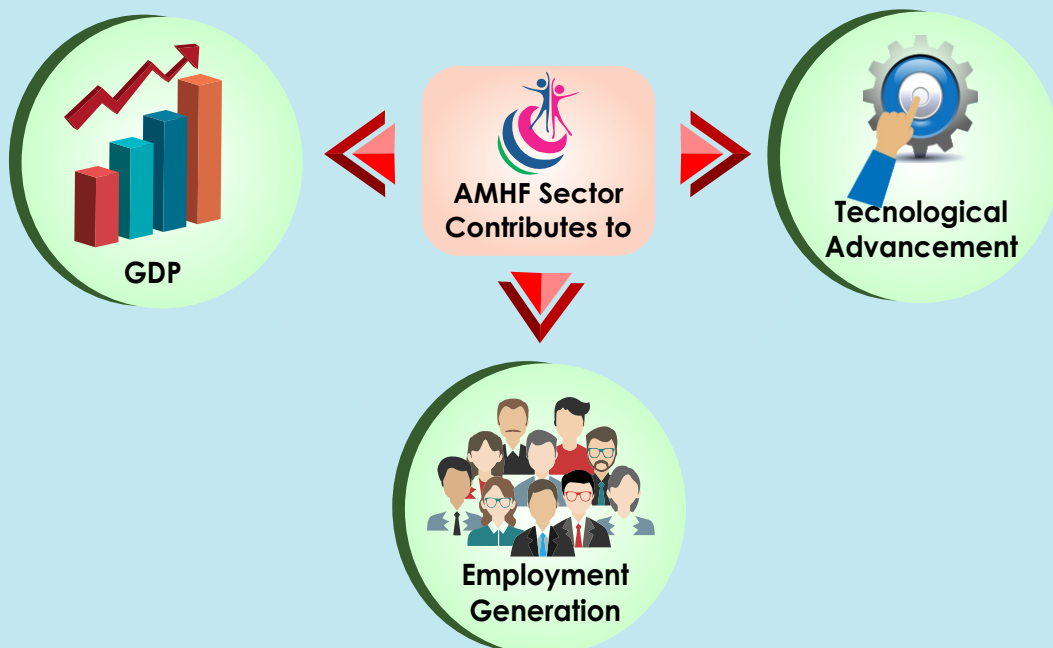 AMHF Sector
Contributes to
GDP
Tecnological
Advancement
Employment
Generation